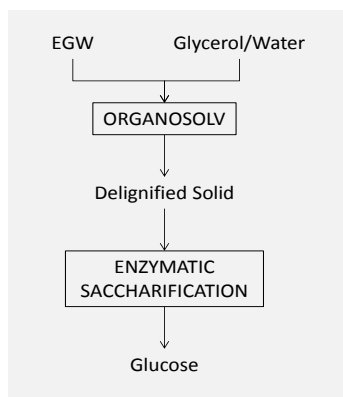 EGW Glycerol/Water
ORGANOSOLV
Delignified Solid
ENZYMATIC
SACCHARIFICATION
Glucose